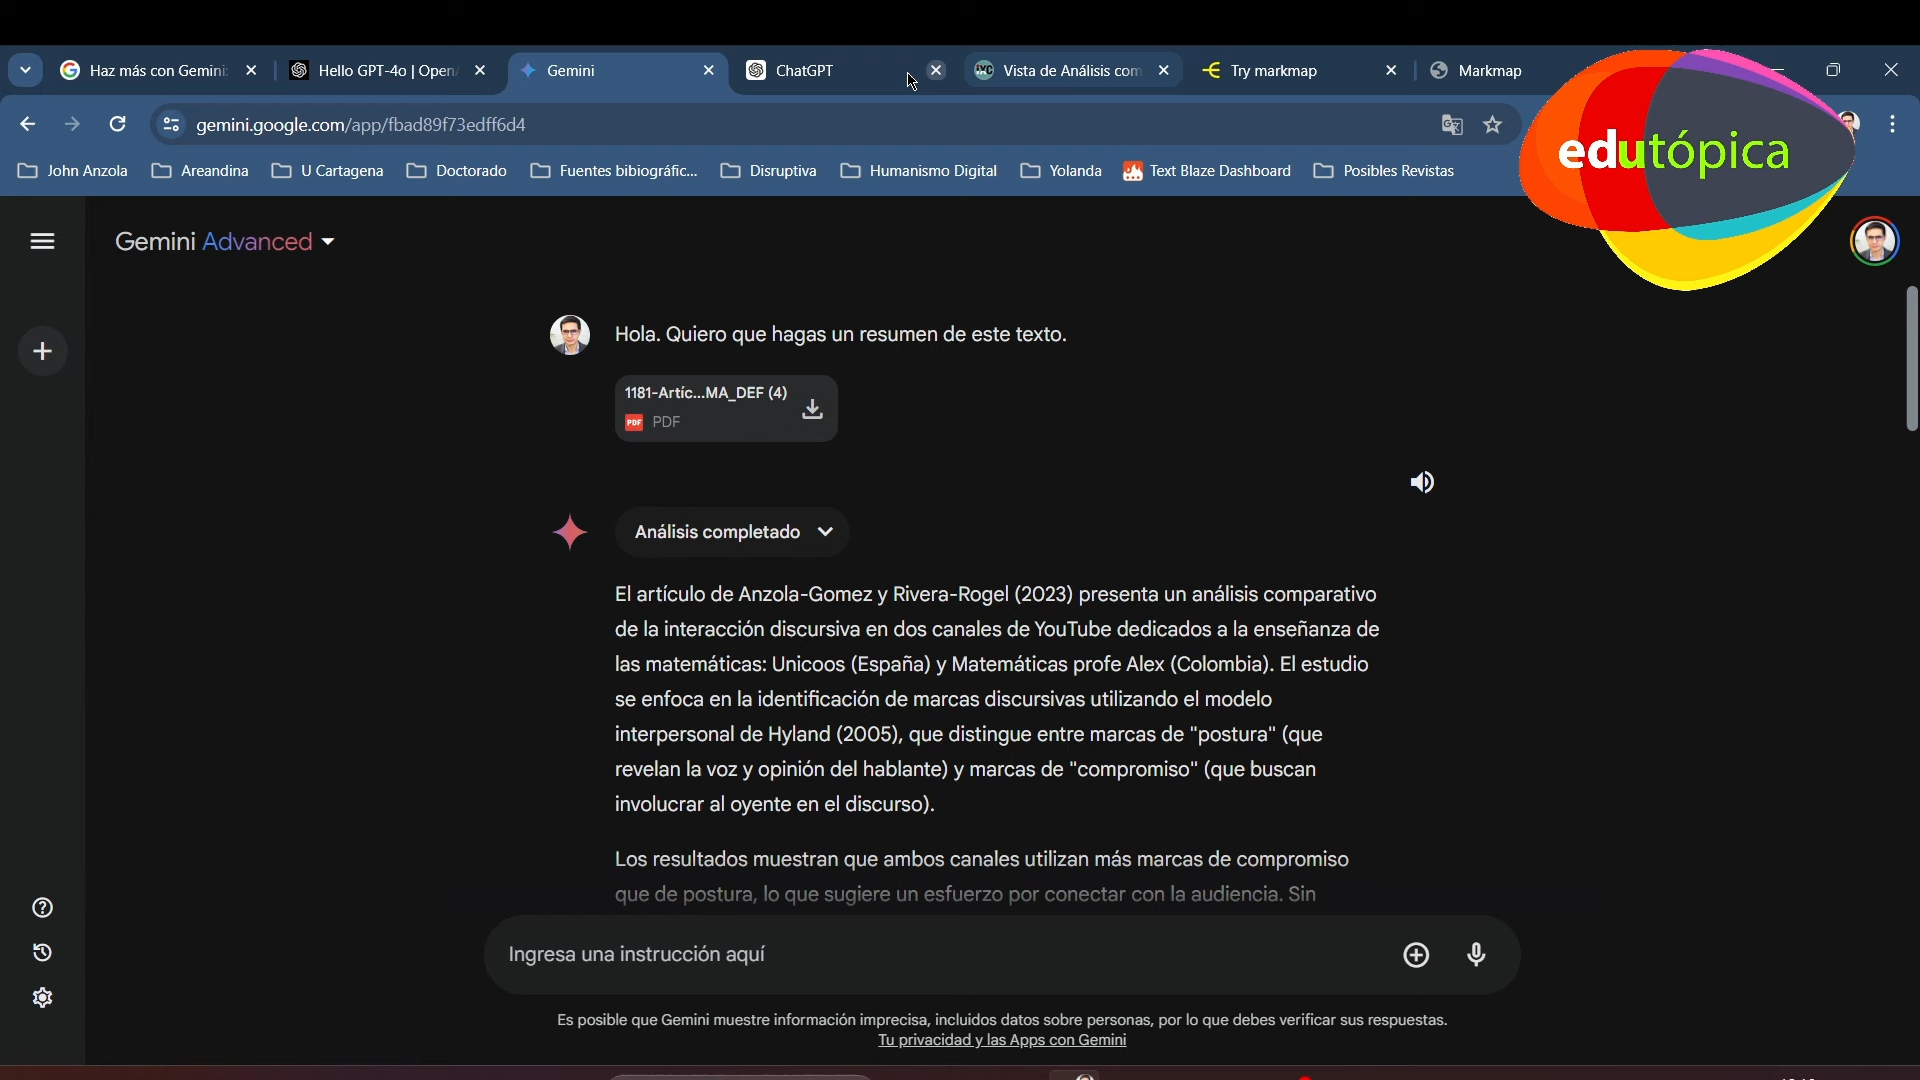 Haz más con Gemini:
Hello GPT-4o | Open
Gemini
ChatGPT
Vista de Análisis com
Try markmap
Markmap
gemini.google.com/app/fbad89f73edff6d4
John Anzola
Areandina
U Cartagena
Doctorado
Fuentes bibiográfic...
Disruptiva
Humanismo Digital
Yolanda
Text Blaze Dashboard
Posibles Revistas
edutópica
Gemini Advanced
Hola. Quiero que hagas un resumen de este texto.
1181-Artíc...MA_DEF (4)
PDF PDF
Análisis completado
El artículo de Anzola-Gomez y Rivera-Rogel (2023) presenta un análisis comparativo
de la interacción discursiva en dos canales de YouTube dedicados a la enseñanza de
las matemáticas: Unicoos (España) y Matemáticas profe Alex (Colombia). El estudio
se enfoca en la identificación de marcas discursivas utilizando el modelo
interpersonal de Hyland (2005), que distingue entre marcas de "postura" (que
revelan la voz y opinión del hablante) y marcas de "compromiso" (que buscan
involucrar al oyente en el discurso).
Los resultados muestran que ambos canales utilizan más marcas de compromiso
que de postura, lo que sugiere un esfuerzo por conectar con la audiencia. Sin
Ingresa una instrucción aquí
Es posible que Gemini muestre información imprecisa, incluidos datos sobre personas, por lo que debes verificar sus respuestas.
Tu privacidad y las Apps con Gemini